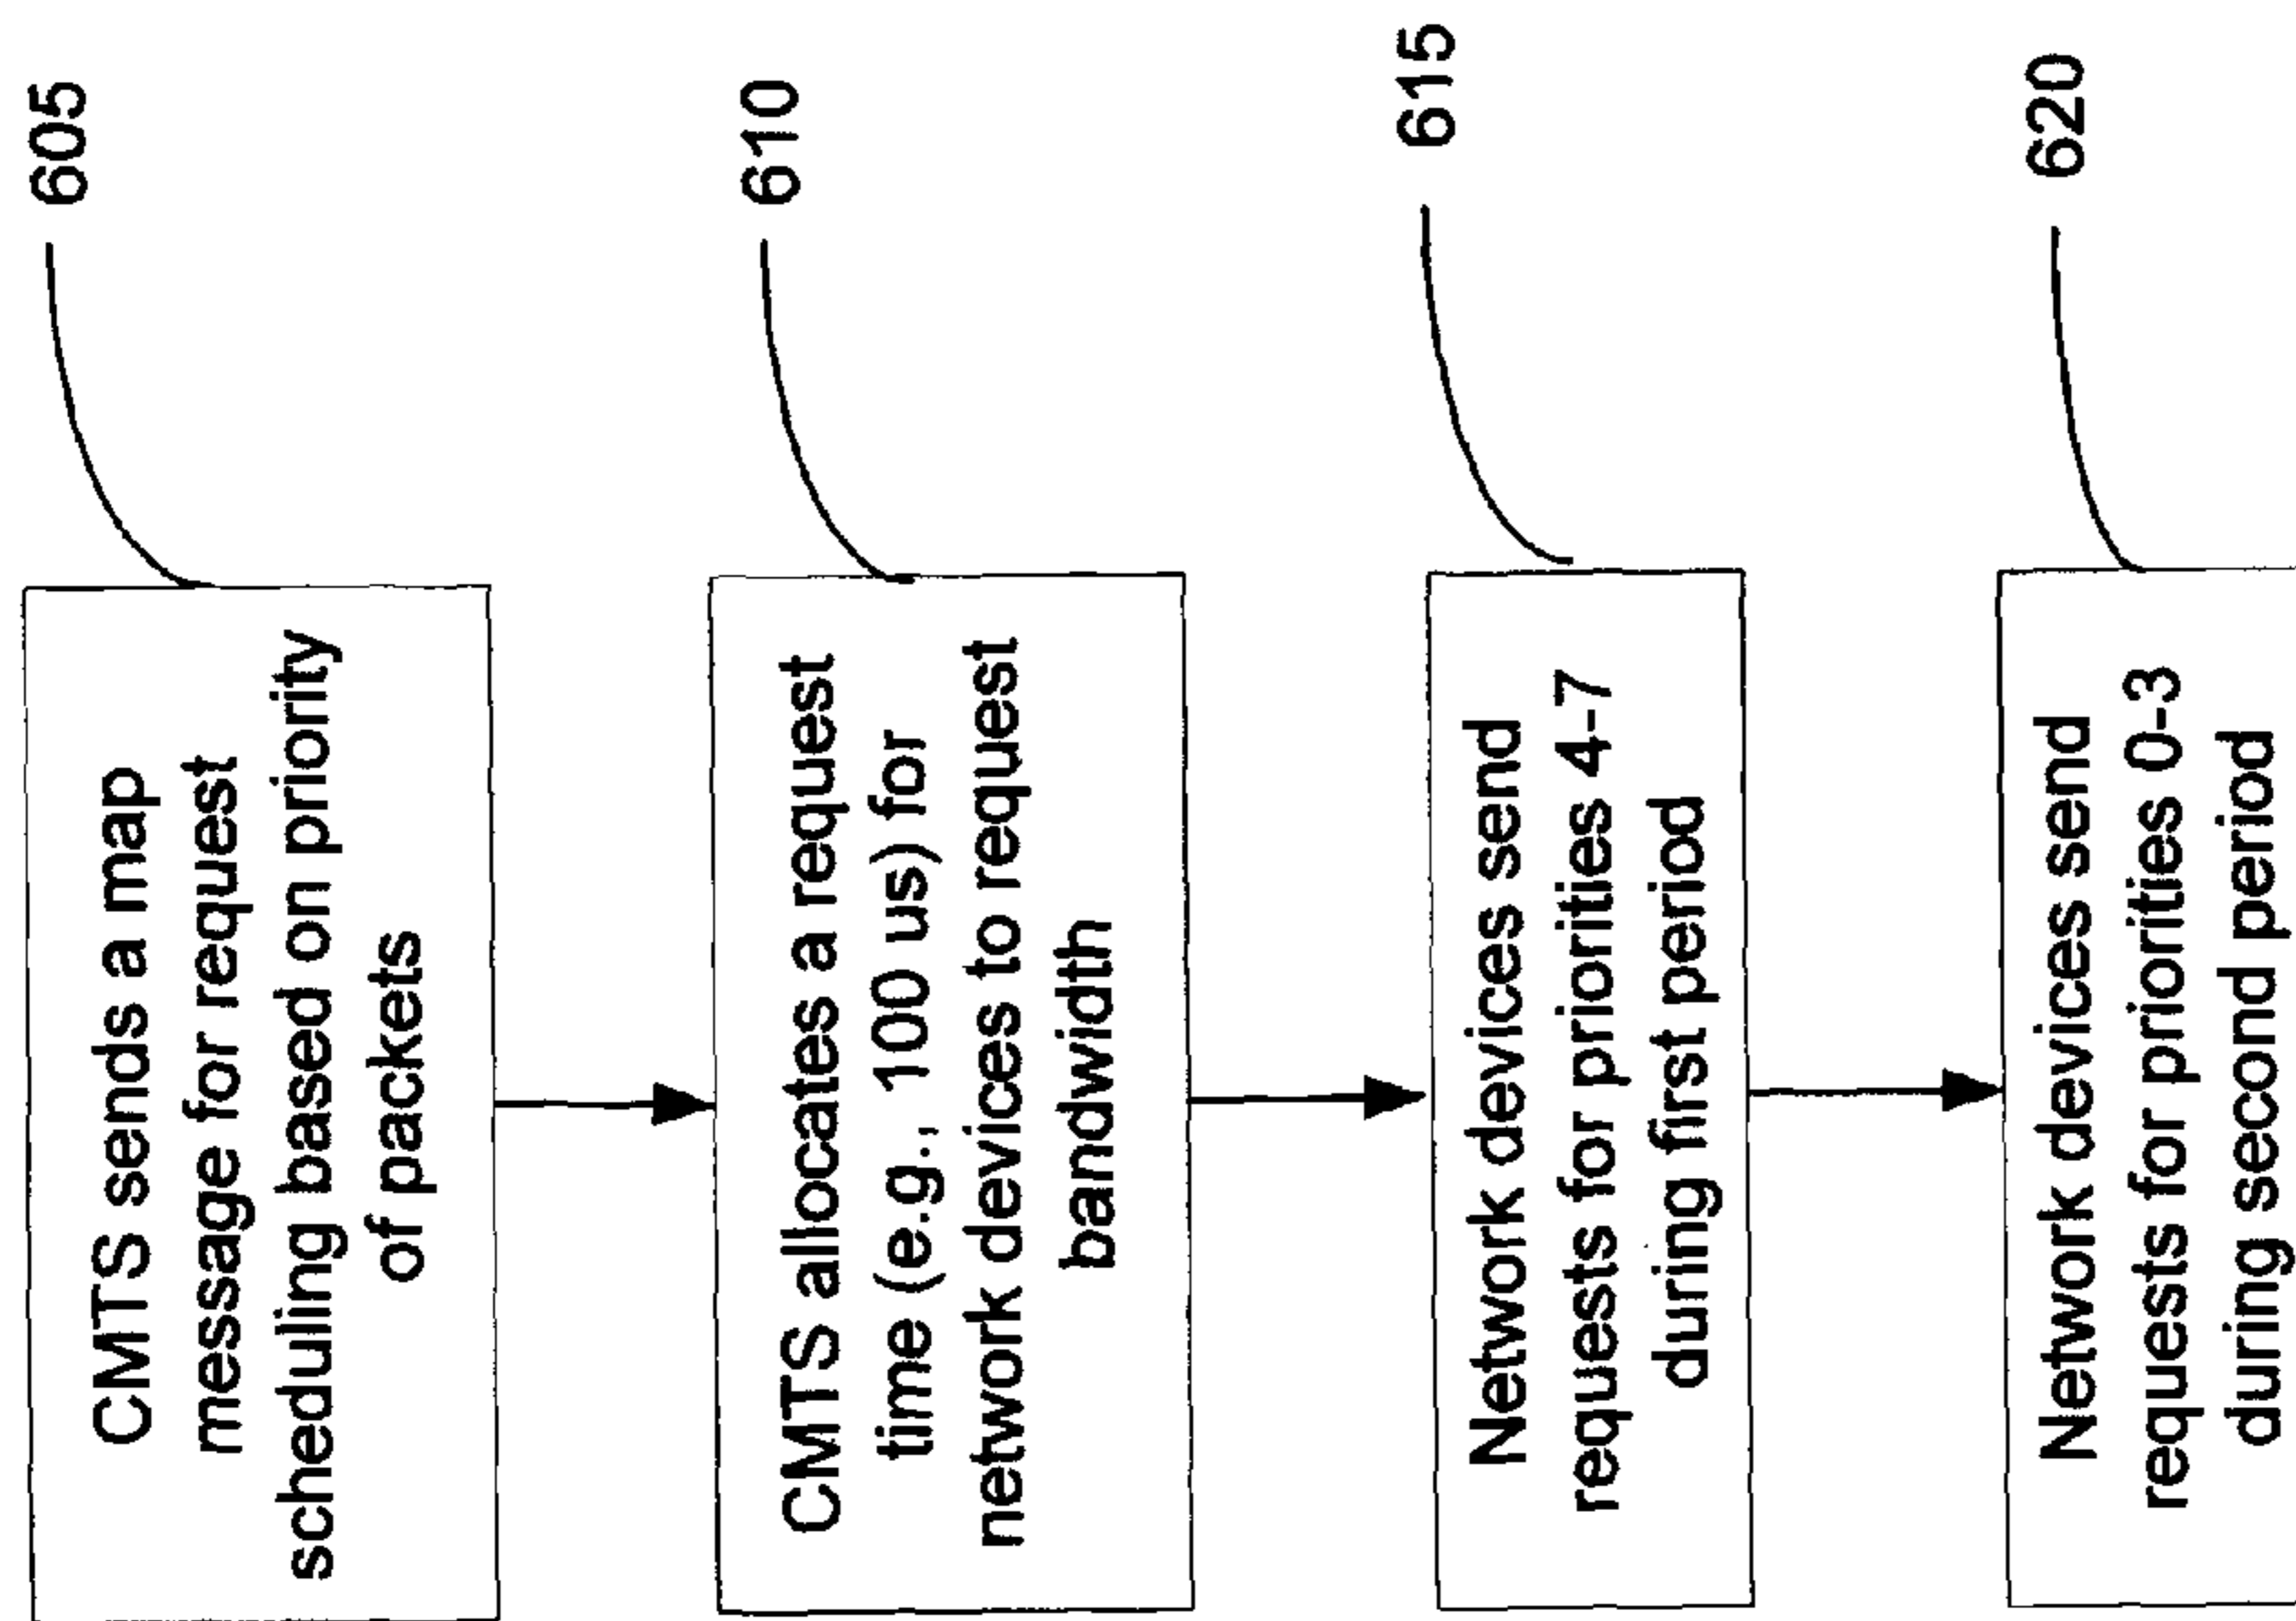 605
CMTS sends a map
message for request
scheduling based on priority
of packets
610
CMTS allocates a request
time (e.g., 100 us) for
network devices to request
bandwidth
615
Network devices send
requests for priorities 4-7
during first period
620
Network devices send
requests for priorities 0-3
during second period